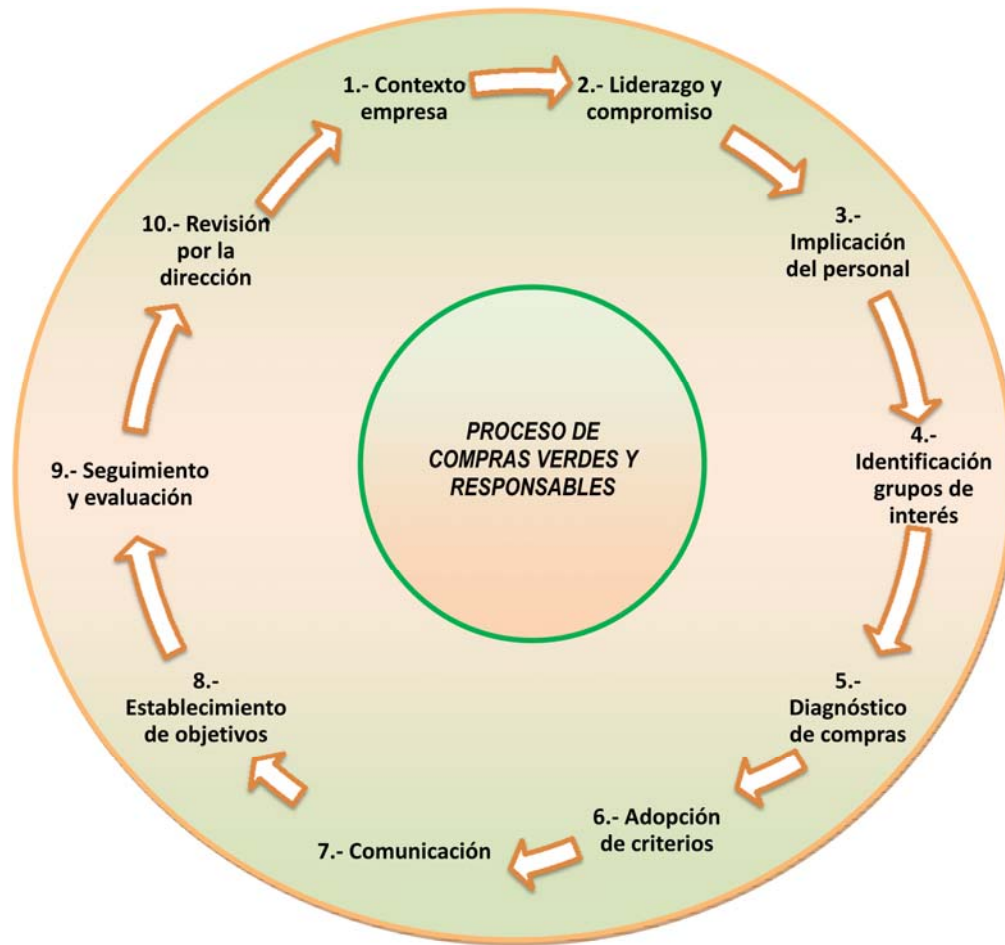 1.- Contexto
empresa
2.- Liderazgo y
compromiso
3.-
Implicación
del personal
4.-
Identificación
grupos de
interés
5.-
Diagnóstico
de compras
6.- Adopción
de criterios
7.- Comunicación
8.-
Establecimiento
de objetivos
9.- Seguimiento
y evaluación
10.- Revisión
por la
dirección
PROCESO DE
COMPRAS VERDES Y
RESPONSABLES